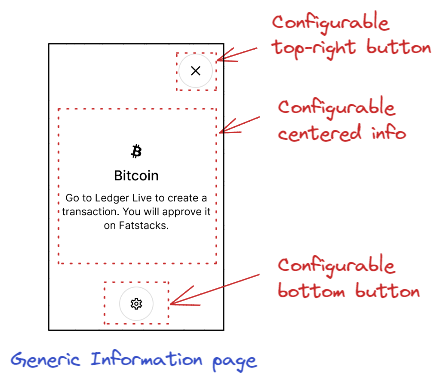 Configurable
top-right button
Configurable
centered info
Bitcoin
Go to Ledger Live to create a
transaction. You will approve it
on Fatstacks.
Configurable
bottom button
Generic Information page